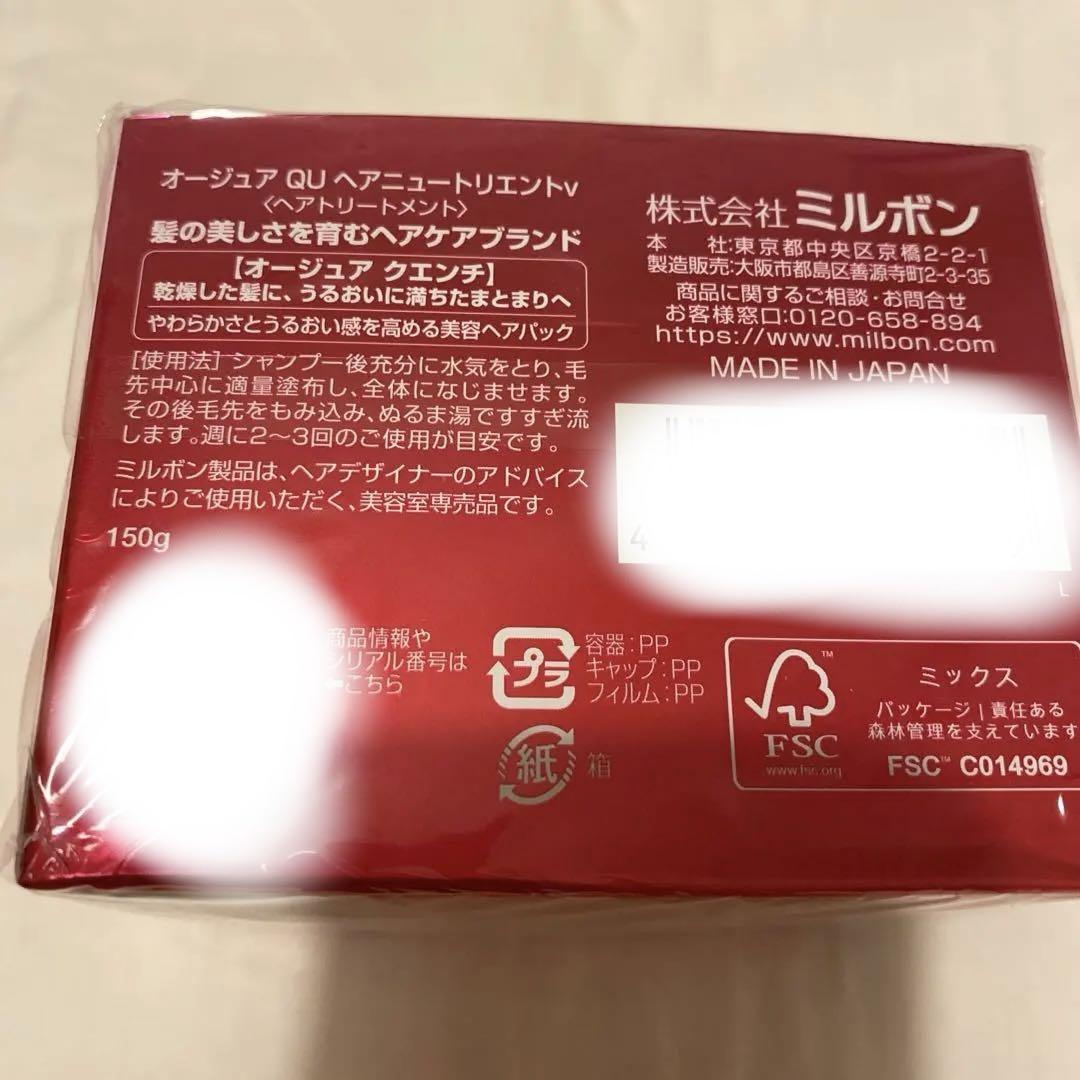 オージュア QU ヘアニュートリエントv
〈ヘアトリートメント〉
髪の美しさを育むヘアケアブランド
【オージュア クエンチ】
乾燥した髪に、うるおいに満ちたまとまりへ
やわらかさとうるおい感を高める美容ヘアパック
[使用法] シャンプー後充分に水気をとり、毛
先中心に適量塗布し、全体になじませます。
その後毛先をもみ込み、ぬるま湯ですすぎ流
します。週に2〜3回のご使用が目安です。
ミルボン製品は、ヘアデザイナーのアドバイス
によりご使用いただく、美容室専売品です。
150g
株式会社 ミルボン
本 社:東京都中央区京橋2-2-1
製造販売:大阪市都島区善源寺町2-3-35
商品に関するご相談・お問合せ
お客様窓口:0120-658-894
https://www.milbon.com
MADE IN JAPAN
4
L
商品情報や
シリアル番号は
⬅こちら
プラ
容器:PP
キャップ:PP
フィルム:PP
紙
箱
FSC
www.fsc.org
ミックス
パッケージ | 責任ある
森林管理を支えています
FSC™ C014969